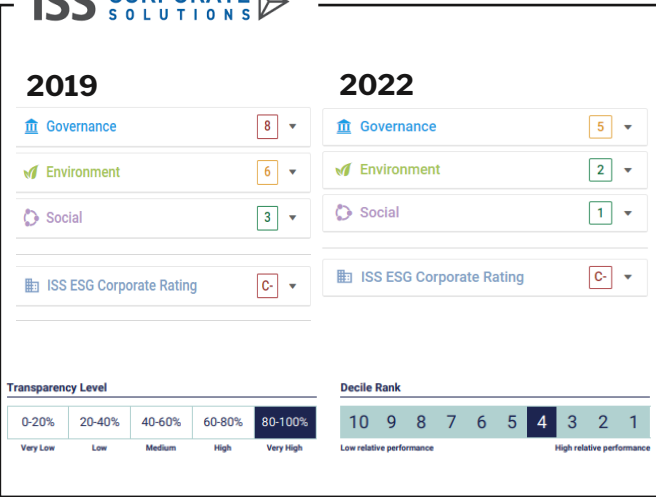 ISS CORPORATE
SOLUTIONS
2019
Governance 8
Environment 6
Social 3
ISS ESG Corporate Rating C-
2022
Governance 5
Environment 2
Social 1
ISS ESG Corporate Rating C-
Transparency Level
0-20% 20-40% 40-60% 60-80% 80-100%
Very Low Low Medium High Very High
Decile Rank
10 9 8 7 6 5 4 3 2 1
Low relative performance High relative performance